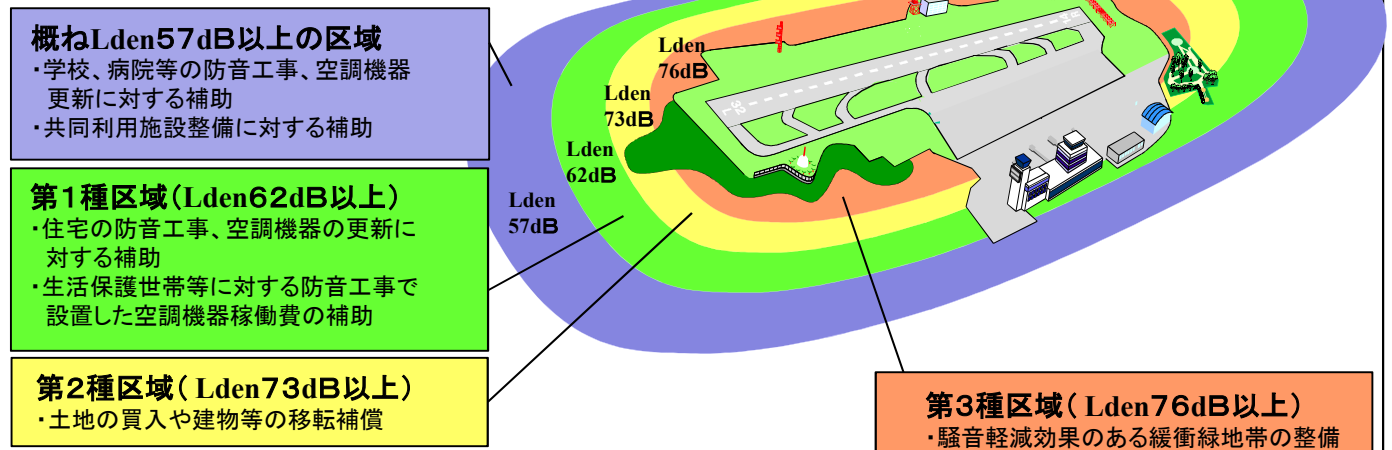 概ねLden57dB以上の区域
・学校、病院等の防音工事、空調機器
更新に対する補助
・共同利用施設整備に対する補助
第1種区域(Lden62dB以上)
・住宅の防音工事、空調機器の更新に
対する補助
・生活保護世帯等に対する防音工事で
設置した空調機器稼働費の補助
第2種区域( Lden73dB以上)
・土地の買入や建物等の移転補償
Lden
76dB
Lden
73dB
Lden
62dB
Lden
57dB
32
L
第3種区域( Lden76dB以上)
・騒音軽減効果のある緩衝緑地帯の整備